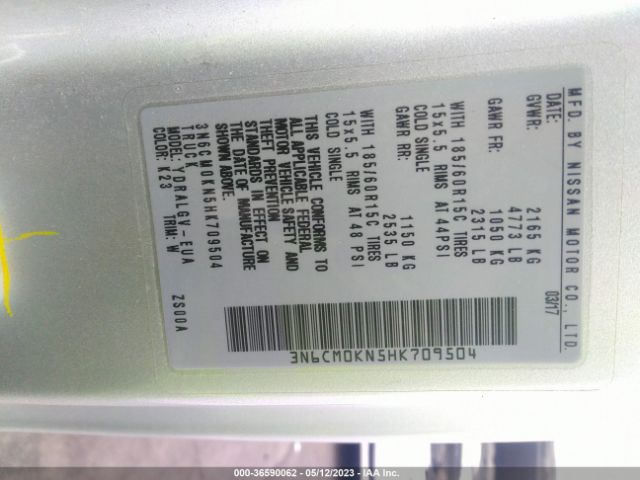 MFD. BY NISSAN MOTOR CO., LTD.
DATE: 03/17
GVWR: 2165 KG
4773 LB
GAWR FR: 1050 KG
2315 LB
WITH 185/60R15C TIRES
15x5.5 RIMS AT 44PSI
COLD SINGLE
GAWR RR: 1150 KG
2535 LB
WITH 185/60R15C TIRES
15x5.5 RIMS AT 48 PSI
COLD SINGLE
THIS VEHICLE CONFORMS TO
ALL APPLICABLE FEDERAL
MOTOR VEHICLE SAFETY AND
THEFT PREVENTION
STANDARDS IN EFFECT ON
THE DATE OF MANUFACTURE
SHOWN ABOVE.
3N6CM0KN5HK709504
TRUCK
MODEL: YDRALGV-EUA
COLOR: K23 TRIM: W ZS00A
3N6CM0KN5HK709504
000-36590062 - 05/12/2023 - IAA Inc.